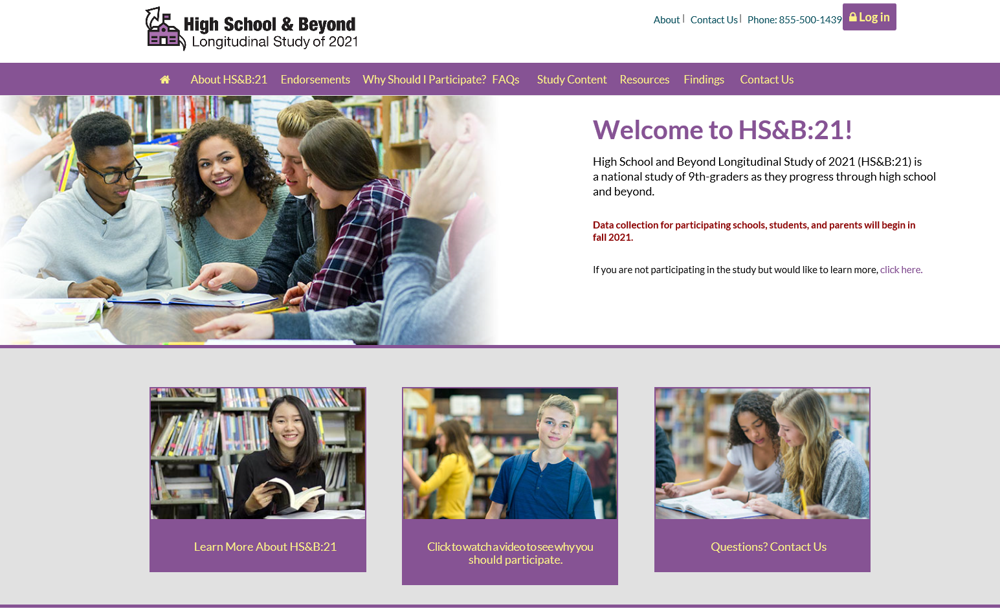 High School & Beyond
Longitudinal Study of 2021
About | Contact Us | Phone: 855-500-1439
Log in
About HS&B:21 Endorsements Why Should I Participate? FAQs Study Content Resources Findings Contact Us
Welcome to HS&B:21!
High School and Beyond Longitudinal Study of 2021 (HS&B:21) is
a national study of 9th-graders as they progress through high school
and beyond.
Data collection for participating schools, students, and parents will begin in
fall 2021.
If you are not participating in the study but would like to learn more, click here.
Learn More About HS&B:21
Click to watch a video to see why you
should participate.
Questions? Contact Us